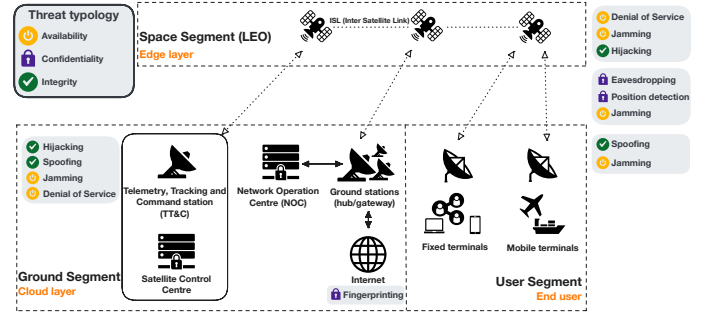 Threat typology
Availability
Confidentiality
Integrity
Space Segment (LEO)
Edge layer
ISL (Inter Satellite Link)
Denial of Service
Jamming
Hijacking
Eavesdropping
Position detection
Jamming
Spoofing
Jamming
Hijacking
Spoofing
Jamming
Denial of Service
Telemetry, Tracking and
Command station
(TT&C)
Satellite Control
Centre
Network Operation
Centre (NOC)
Ground stations
(hub/gateway)
Internet
Fingerprinting
Ground Segment
Cloud layer
Fixed terminals
Mobile terminals
User Segment
End user